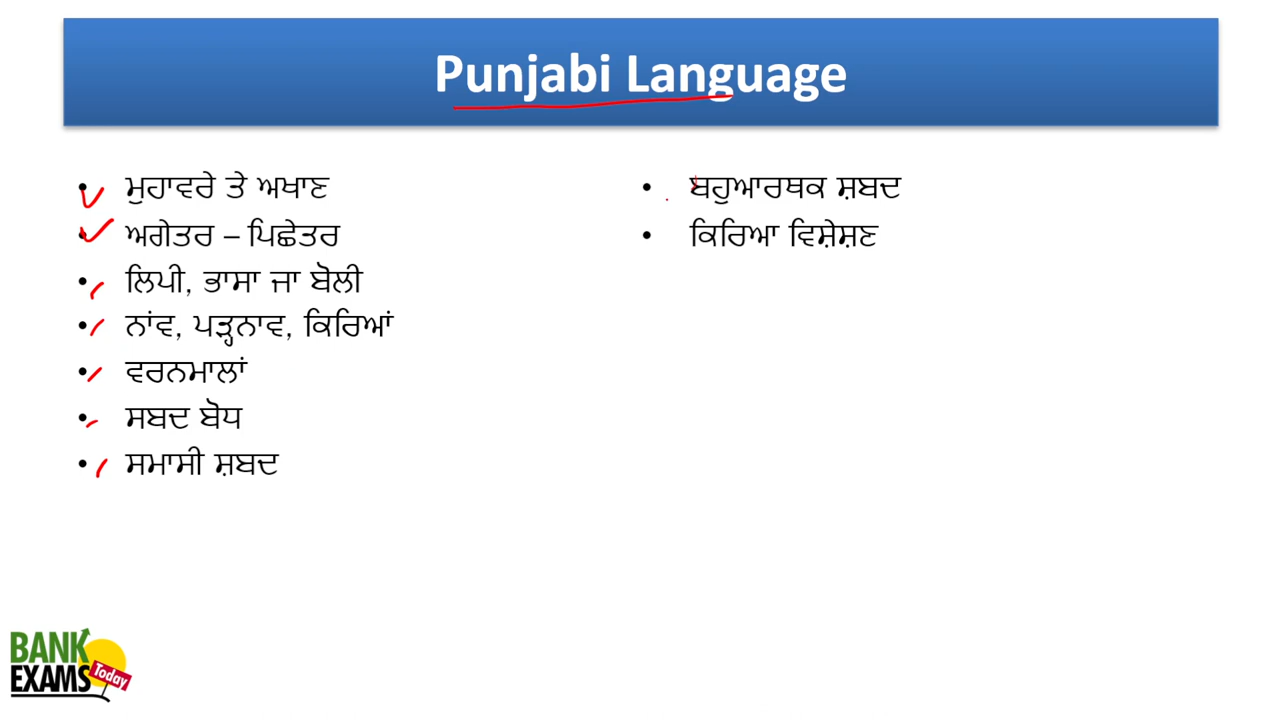 Punjabi Language
• ਮੁਹਾਵਰੇ ਤੇ ਅਖਾਣ
• ਅਗੇਤਰ – ਪਿਛੇਤਰ
• ਲਿਪੀ, ਭਾਸਾ ਜਾ ਬੋਲੀ
• ਨਾਂਵ, ਪੜ੍ਹਨਾਵ, ਕਿਰਿਆਂ
• ਵਰਨਮਾਲਾਂ
• ਸਬਦ ਬੋਧ
• ਸਮਾਸੀ ਸ਼ਬਦ
• ਬਹੁਆਰਥਕ ਸ਼ਬਦ
• ਕਿਰਿਆ ਵਿਸ਼ੇਸ਼ਣ
BANK
EXAMS
Today